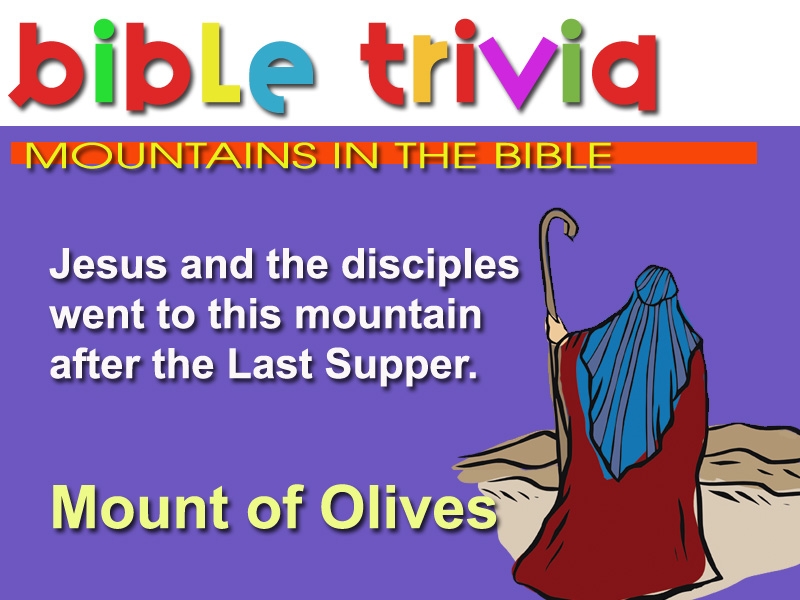 bible trivia
MOUNTAINS IN THE BIBLE
Jesus and the disciples
went to this mountain
after the Last Supper.
Mount of Olives